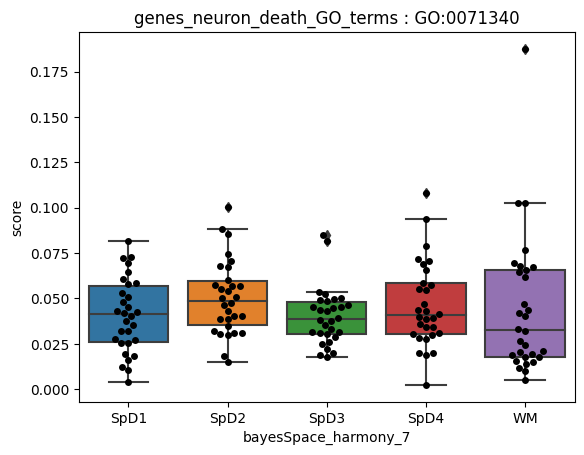 genes_neuron_death_GO_terms : GO:0071340
0.175
0.150
0.125
0.100
0.075
0.050
0.025
0.000
score
SpD1 SpD2 SpD3 SpD4 WM
bayesSpace_harmony_7